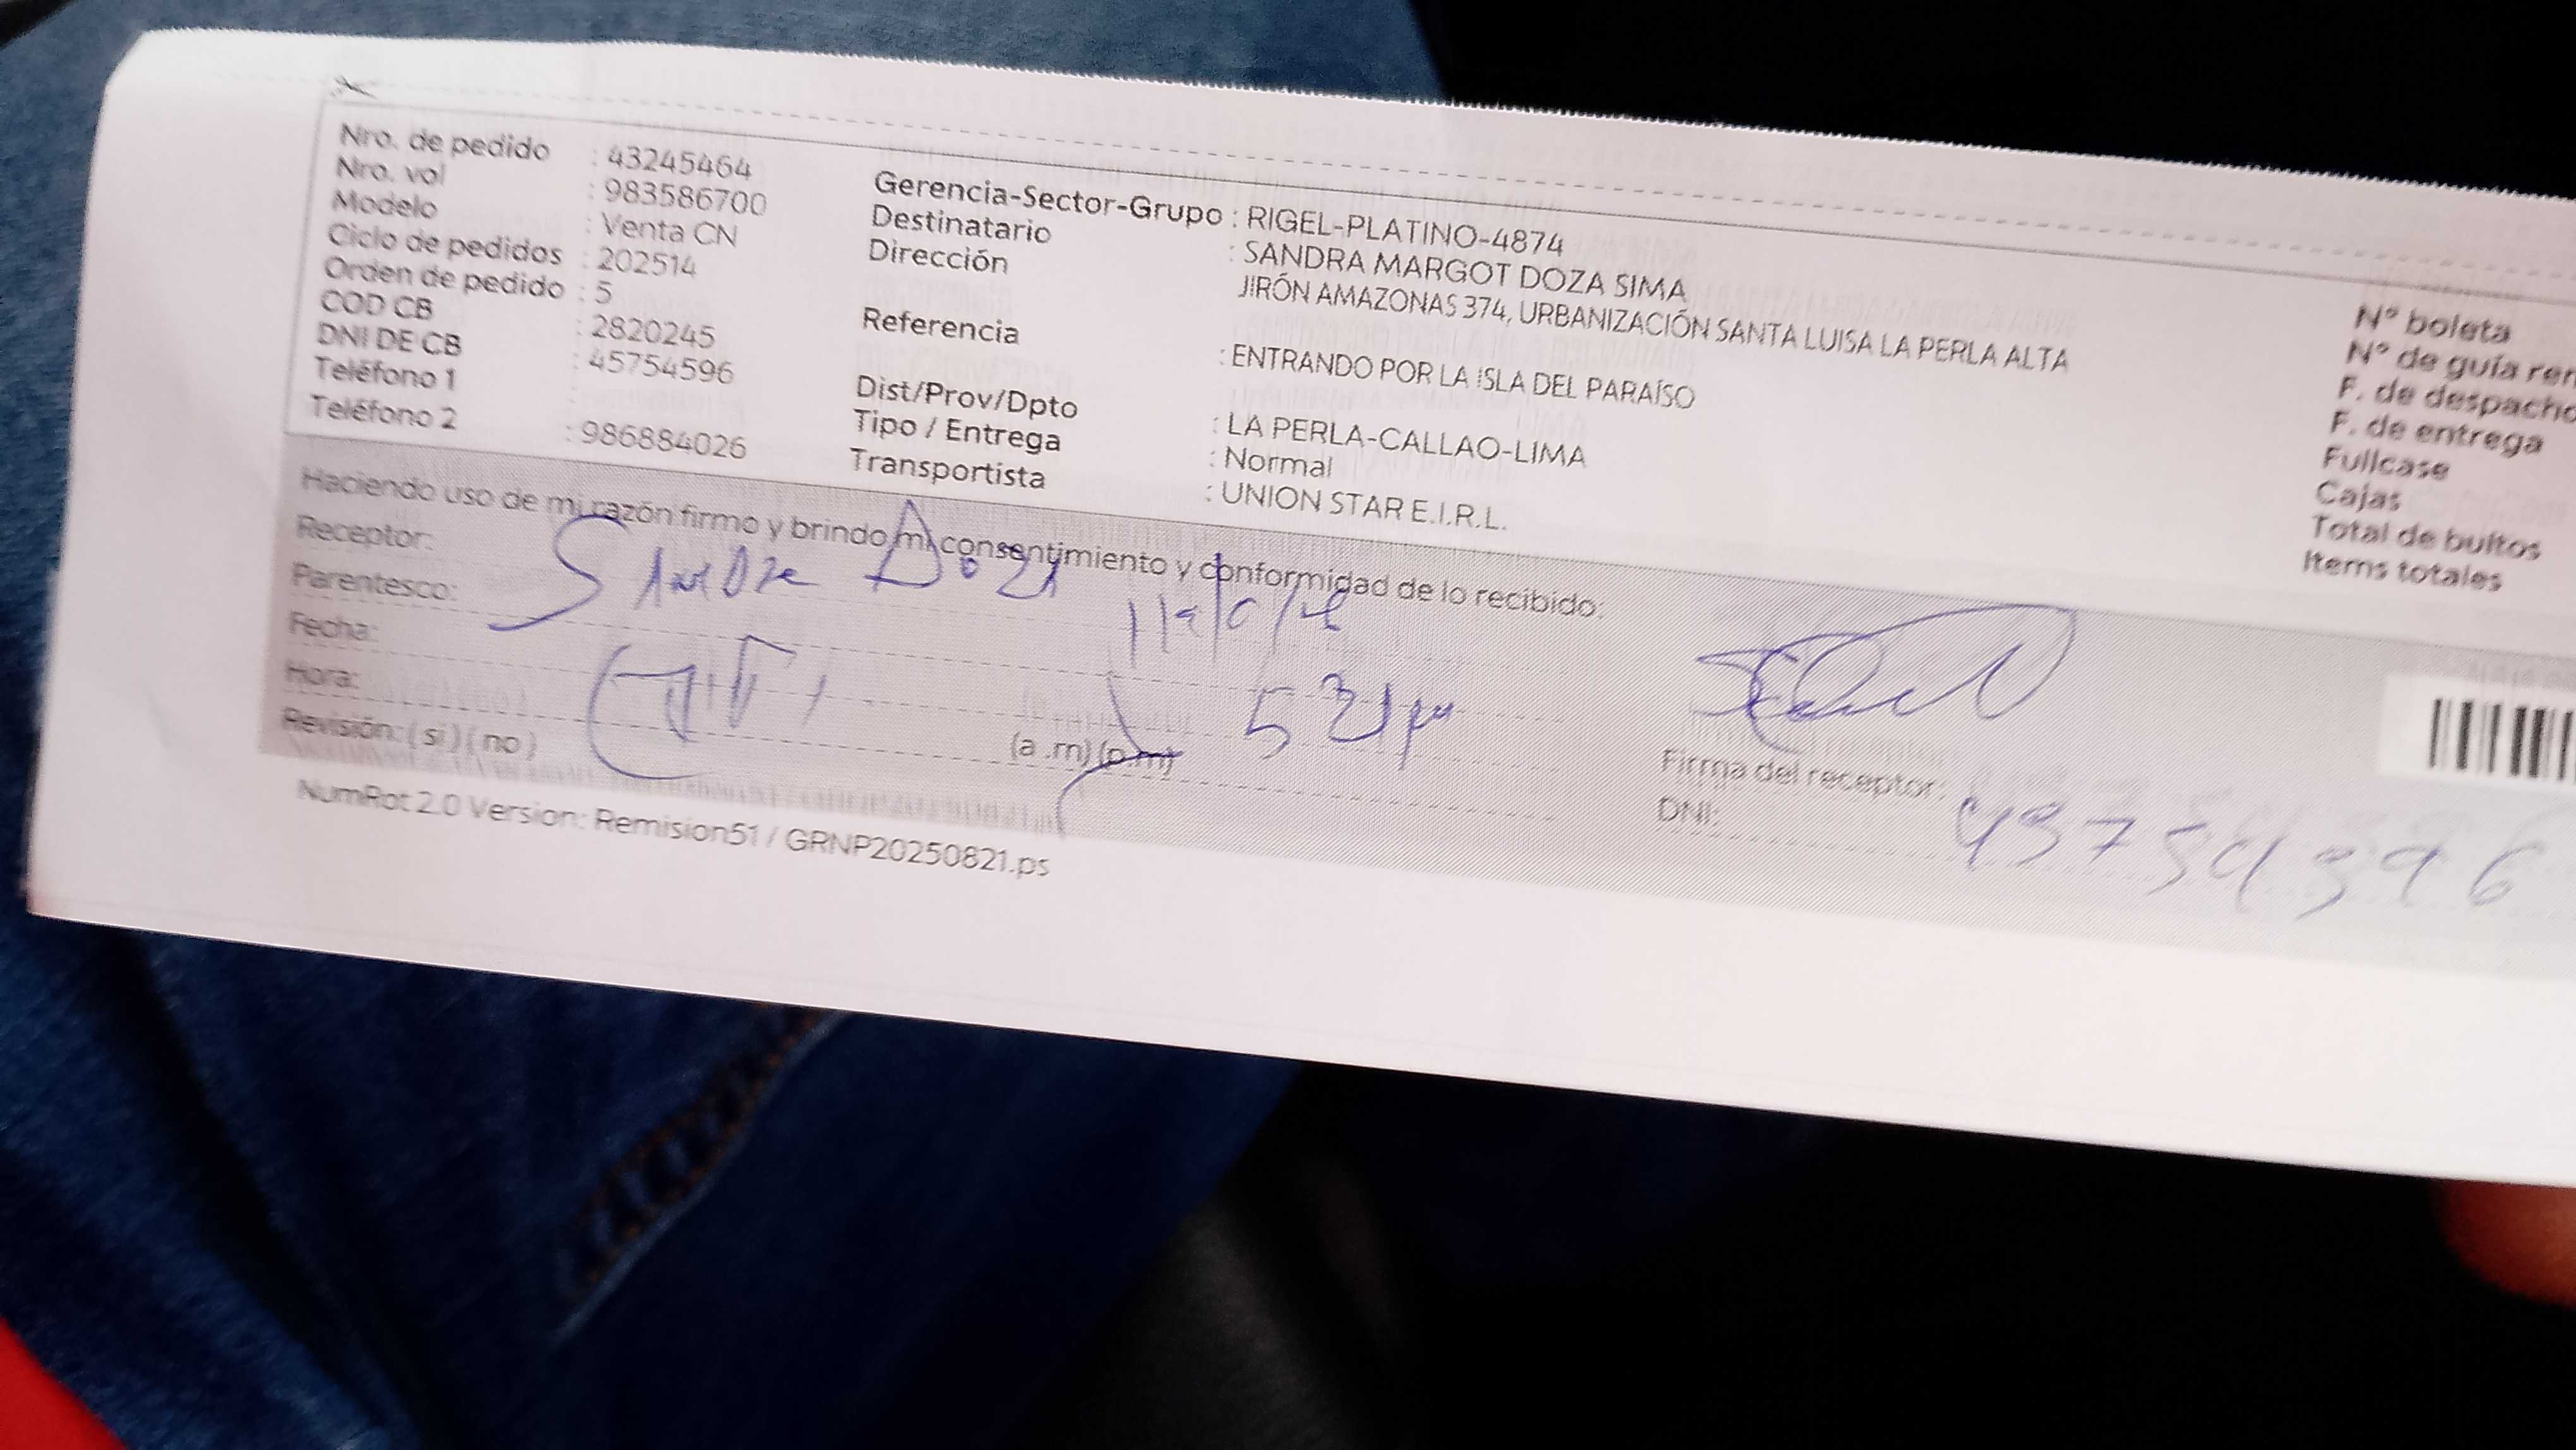 Nro. de pedido : 43245464
Nro. vol : 983586700
Modelo : Venta CN
Ciclo de pedidos : 202514
Orden de pedido : 5
COD CB : 2820245
DNI DE CB : 45754596
Teléfono 1 :
Teléfono 2 : 986884026
Gerencia-Sector-Grupo : RIGEL-PLATINO-4874
Destinatario : SANDRA MARGOT DOZA SIMA
Dirección JIRÓN AMAZONAS 374, URBANIZACIÓN SANTA LUISA LA PERLA ALTA
Referencia : ENTRANDO POR LA ISLA DEL PARAÍSO
Dist/Prov/Dpto : LA PERLA-CALLAO-LIMA
Tipo / Entrega : Normal
Transportista : UNION STAR E.I.R.L.
N° boleta
N° de guía rem
F. de despacho
F. de entrega
Fullcase
Cajas
Total de bultos
Items totales
Haciendo uso de mi razón firmo y brindo mi consentimiento y conformidad de lo recibido:
Receptor:
Parentesco:
Fecha:
Hora: (a .m) (p.m)
Revisión: ( si ) ( no )
Firma del receptor:
DNI:
NumRot 2.0 Version: Remision51 / GRNP20250821.ps